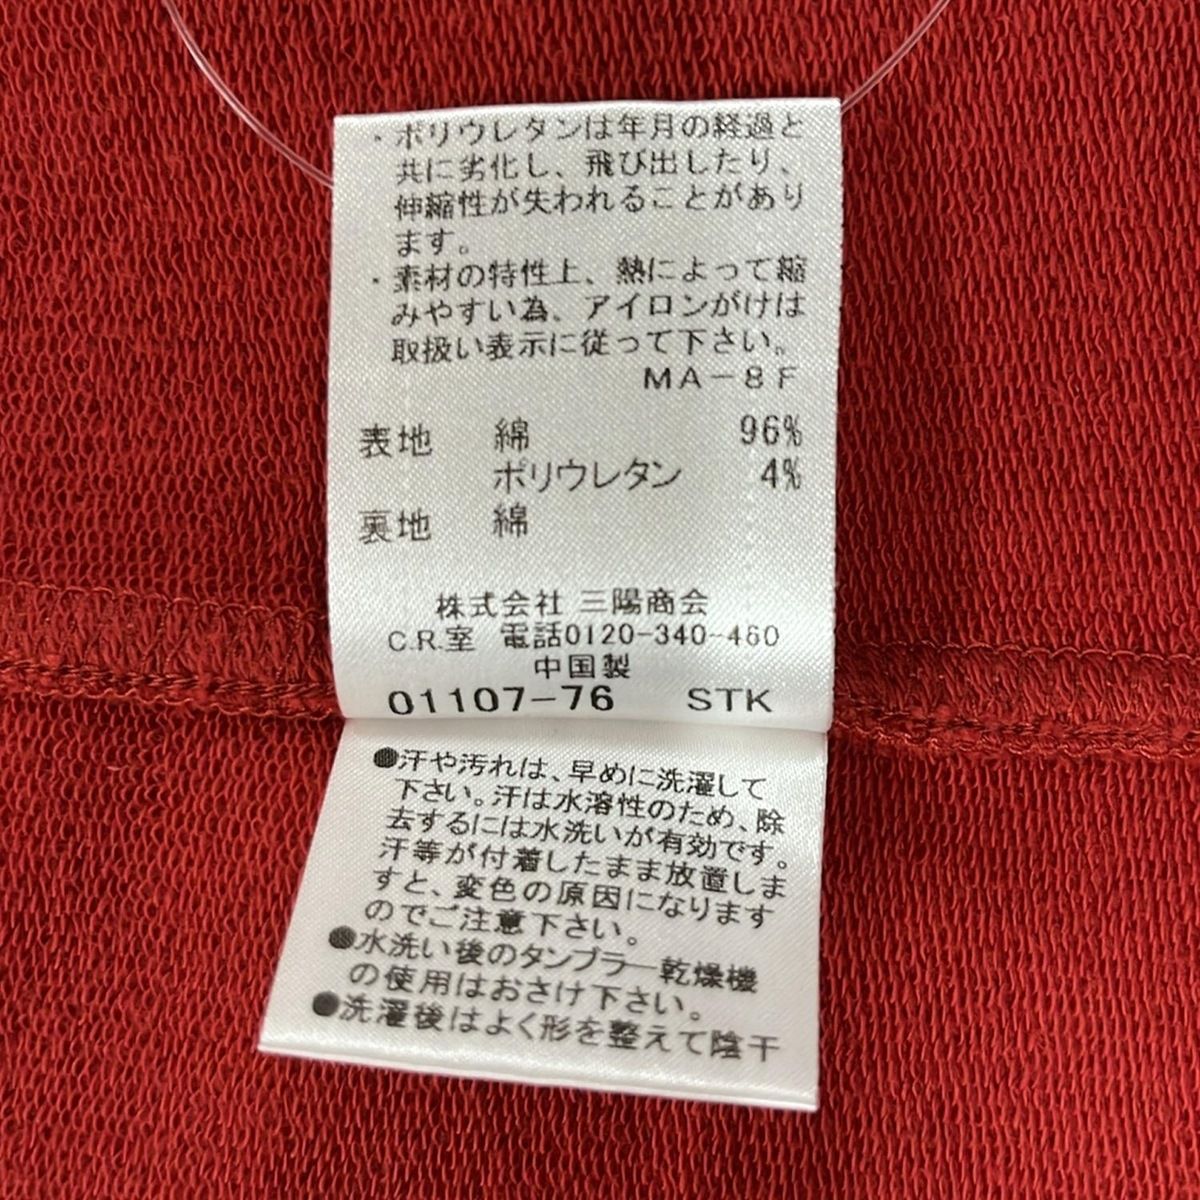 ・ポリウレタンは年月の経過と
共に劣化し、飛び出したり、
伸縮性が失われることがあり
ます。
・素材の特性上、熱によって縮
みやすい為、アイロンがけは
取扱い表示に従って下さい。
MA-8F
表地 綿 96%
ポリウレタン 4%
裏地 綿
株式会社 三陽商会
C.R.室 電話0120-340-460
中国製
01107-76 STK
●汗や汚れは、早めに洗濯して
下さい。汗は水溶性のため、除
去するには水洗いが有効です。
汗等が付着したまま放置しま
すと、変色の原因になります
のでご注意下さい。
●水洗い後のタンブラー乾燥機
の使用はおさけ下さい。
●洗濯後はよく形を整えて陰干